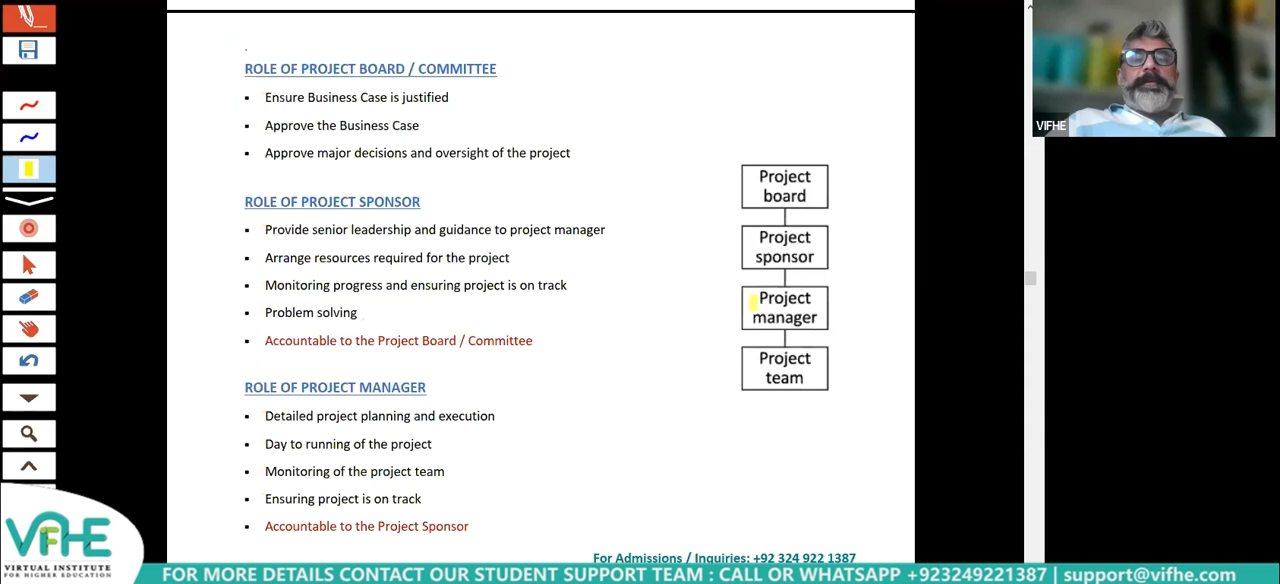 ROLE OF PROJECT BOARD / COMMITTEE
▪ Ensure Business Case is justified
▪ Approve the Business Case
▪ Approve major decisions and oversight of the project
ROLE OF PROJECT SPONSOR
▪ Provide senior leadership and guidance to project manager
▪ Arrange resources required for the project
▪ Monitoring progress and ensuring project is on track
▪ Problem solving
▪ Accountable to the Project Board / Committee
ROLE OF PROJECT MANAGER
▪ Detailed project planning and execution
▪ Day to running of the project
▪ Monitoring of the project team
▪ Ensuring project is on track
▪ Accountable to the Project Sponsor
Project
board
Project
sponsor
Project
manager
Project
team
VIFHE
For Admissions / Inquiries: +92 324 922 1387
VIFHE
VIRTUAL INSTITUTE
FOR HIGHER EDUCATION
FOR MORE DETAILS CONTACT OUR STUDENT SUPPORT TEAM : CALL OR WHATSAPP +923249221387 | support@vifhe.com